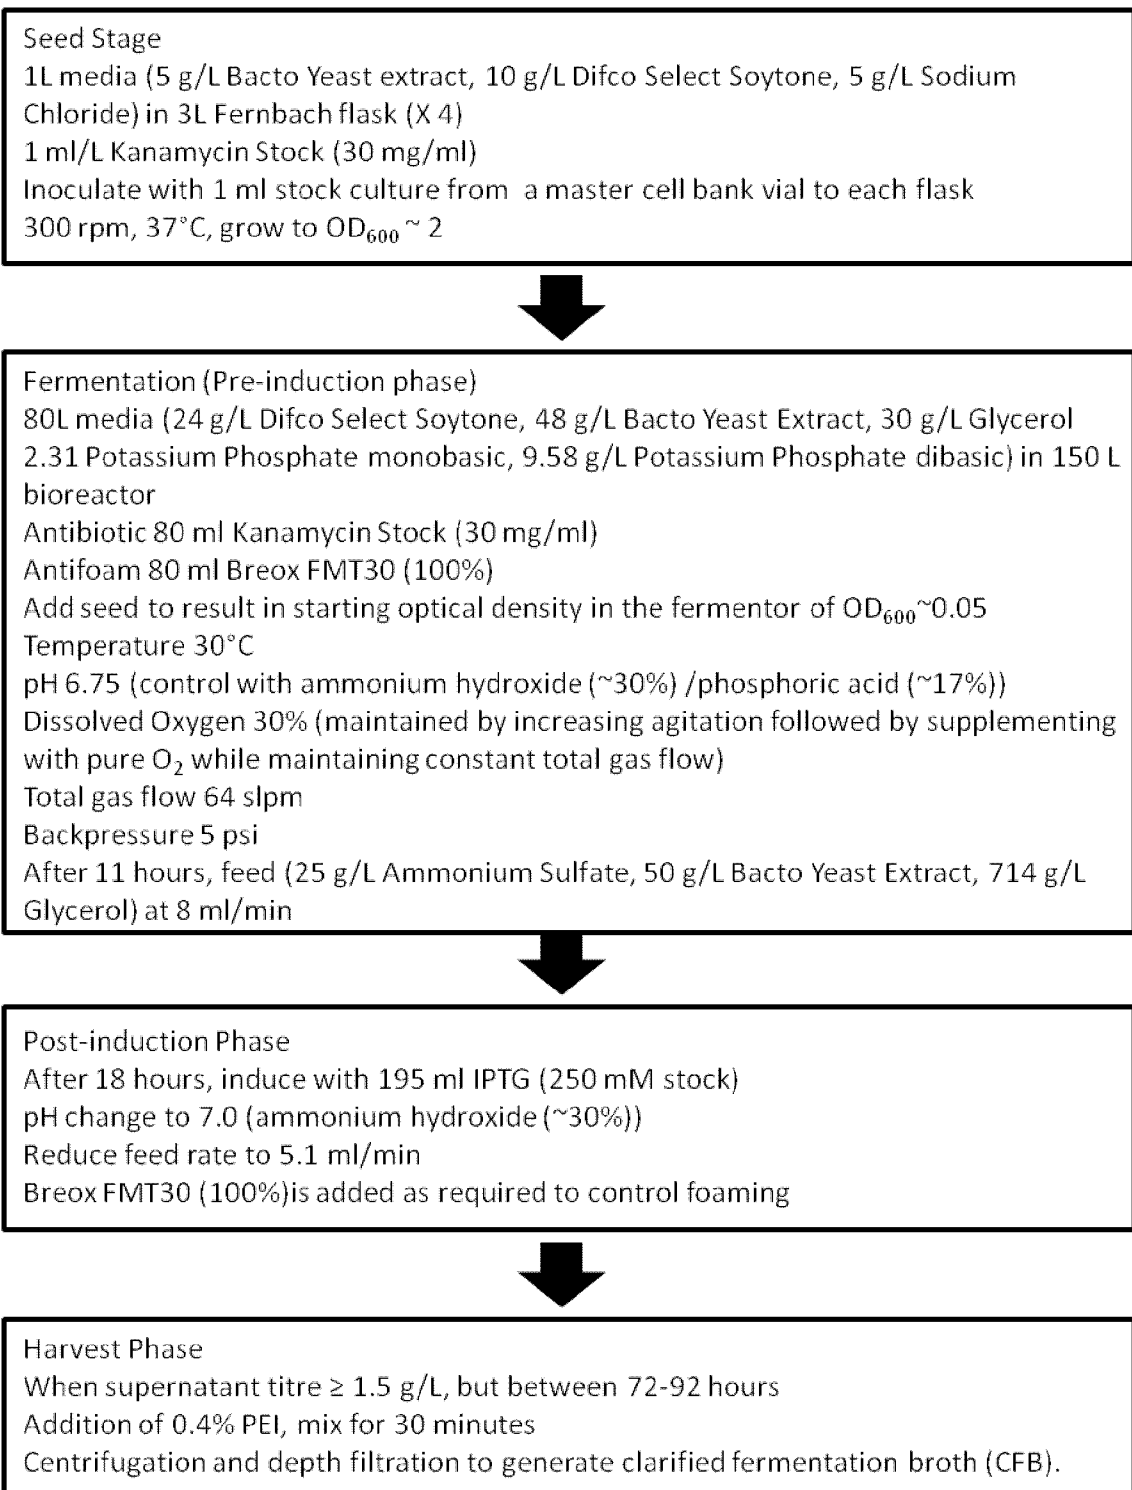 Seed Stage
1L media (5 g/L Bacto Yeast extract, 10 g/L Difco Select Soytone, 5 g/L Sodium
Chloride) in 3L Fernbach flask (X 4)
1 ml/L Kanamycin Stock (30 mg/ml)
Inoculate with 1 ml stock culture from a master cell bank vial to each flask
300 rpm, 37°C, grow to OD₆₀₀ ~ 2
Fermentation (Pre-induction phase)
80L media (24 g/L Difco Select Soytone, 48 g/L Bacto Yeast Extract, 30 g/L Glycerol
2.31 Potassium Phosphate monobasic, 9.58 g/L Potassium Phosphate dibasic) in 150 L
bioreactor
Antibiotic 80 ml Kanamycin Stock (30 mg/ml)
Antifoam 80 ml Breox FMT30 (100%)
Add seed to result in starting optical density in the fermentor of OD₆₀₀~0.05
Temperature 30°C
pH 6.75 (control with ammonium hydroxide (~30%) /phosphoric acid (~17%))
Dissolved Oxygen 30% (maintained by increasing agitation followed by supplementing
with pure O₂ while maintaining constant total gas flow)
Total gas flow 64 slpm
Backpressure 5 psi
After 11 hours, feed (25 g/L Ammonium Sulfate, 50 g/L Bacto Yeast Extract, 714 g/L
Glycerol) at 8 ml/min
Post-induction Phase
After 18 hours, induce with 195 ml IPTG (250 mM stock)
pH change to 7.0 (ammonium hydroxide (~30%))
Reduce feed rate to 5.1 ml/min
Breox FMT30 (100%)is added as required to control foaming
Harvest Phase
When supernatant titre ≥ 1.5 g/L, but between 72-92 hours
Addition of 0.4% PEI, mix for 30 minutes
Centrifugation and depth filtration to generate clarified fermentation broth (CFB).